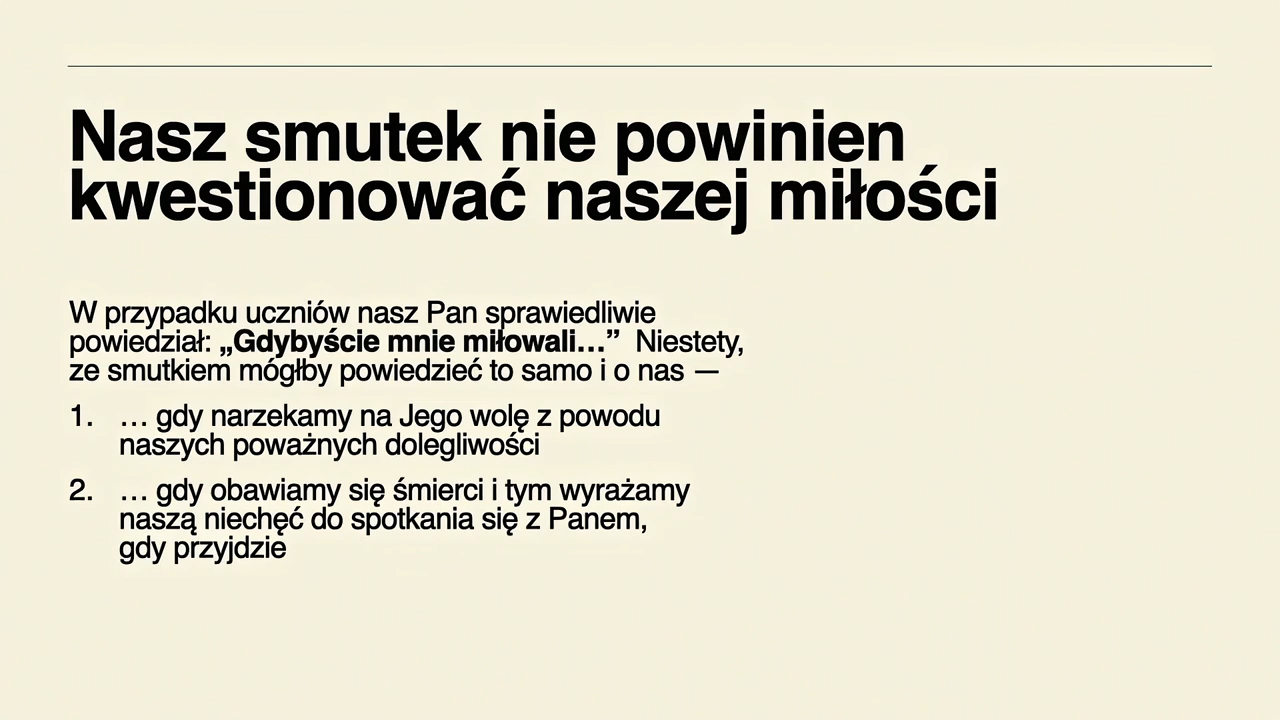 Nasz smutek nie powinien
kwestionować naszej miłości
W przypadku uczniów nasz Pan sprawiedliwie
powiedział: „Gdybyście mnie miłowali…” Niestety,
ze smutkiem mógłby powiedzieć to samo i o nas —
1. … gdy narzekamy na Jego wolę z powodu
naszych poważnych dolegliwości
2. … gdy obawiamy się śmierci i tym wyrażamy
naszą niechęć do spotkania się z Panem,
gdy przyjdzie